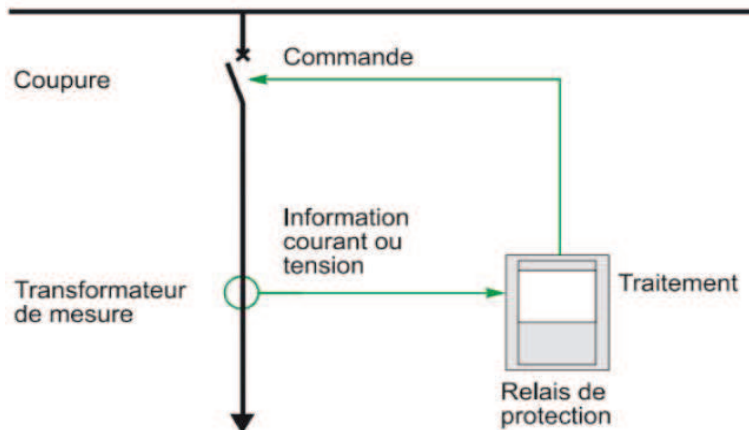 Commande
Coupure
Information
courant ou
tension
Transformateur
de mesure
Traitement
Relais de
protection